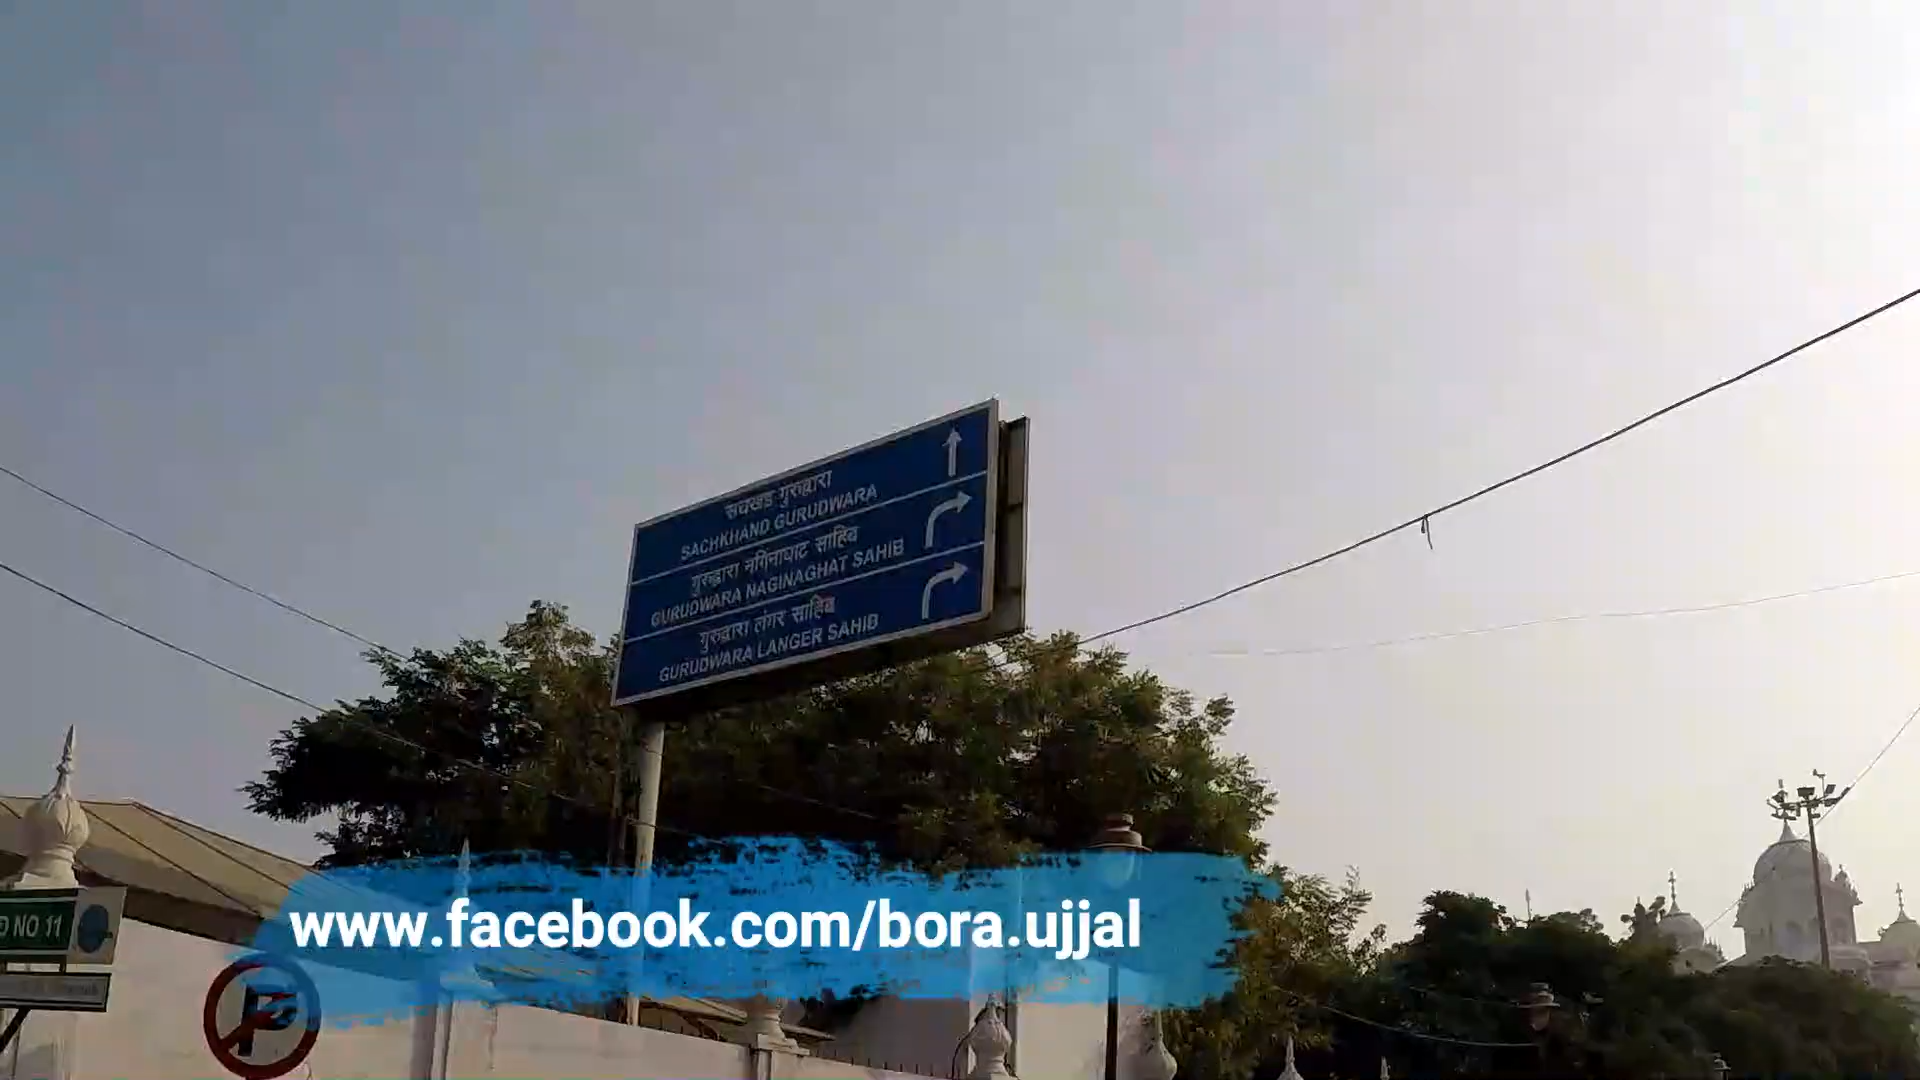 सचखंड गुरुद्वारा
SACHKHAND GURUDWARA
गुरुद्वारा नगिनाघाट साहिब
GURUDWARA NAGINAGHAT SAHIB
गुरुद्वारा लंगर साहिब
GURUDWARA LANGER SAHIB
NO 11
www.facebook.com/bora.ujjal